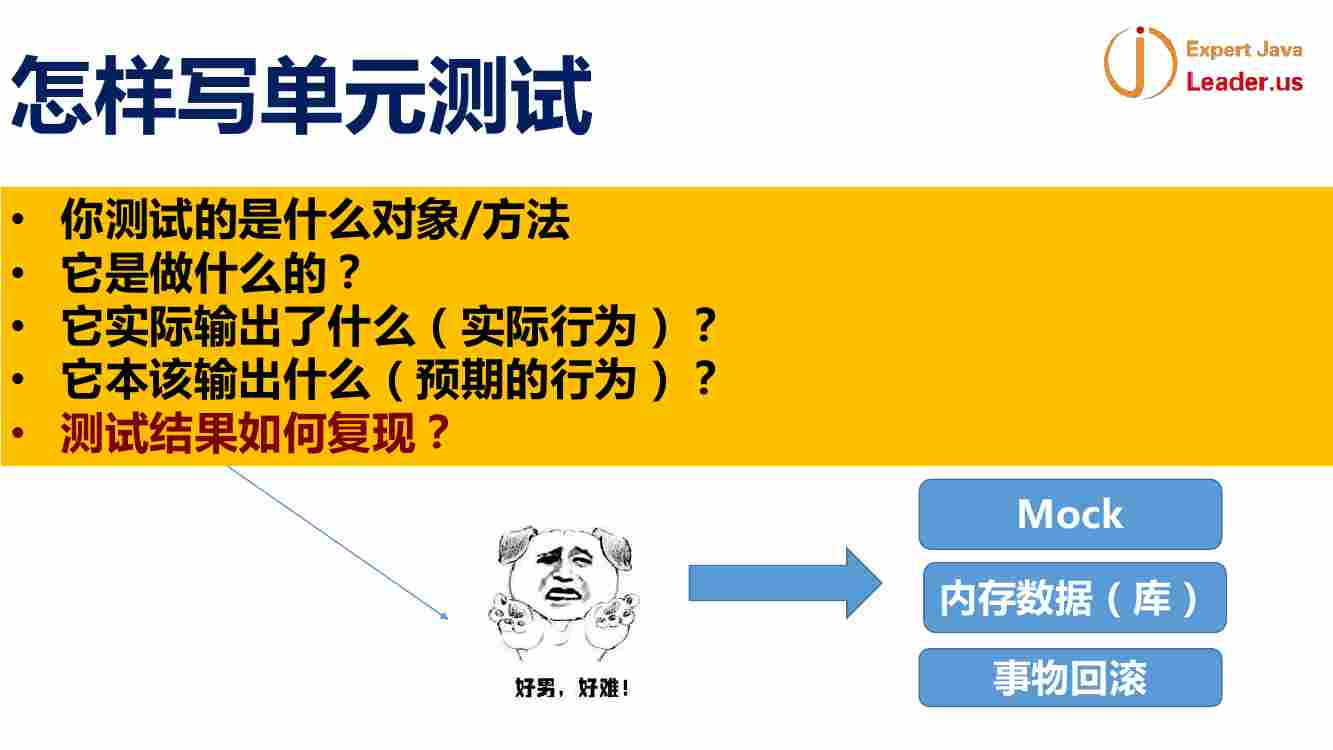 怎样写单元测试
Expert Java
Leader.us
• 你测试的是什么对象/方法
• 它是做什么的？
• 它实际输出了什么（实际行为）？
• 它本该输出什么（预期的行为）？
• 测试结果如何复现？
Mock
内存数据（库）
事物回滚
好男，好难！